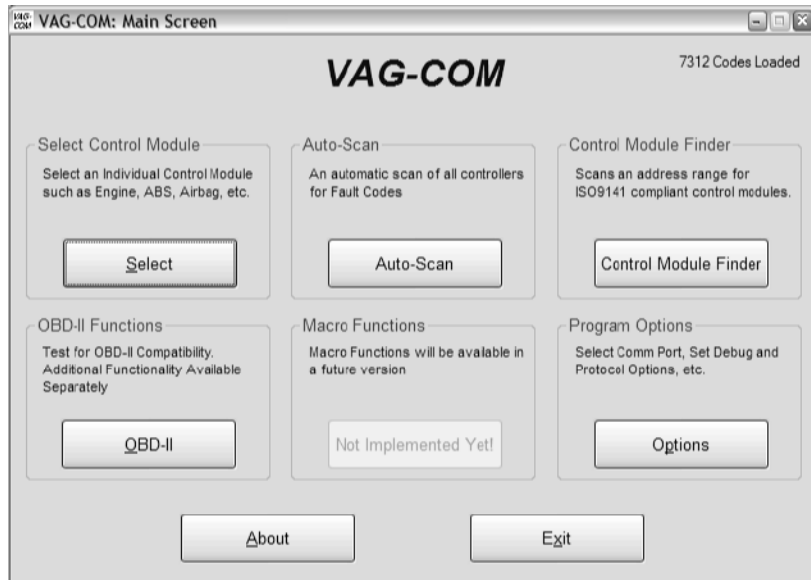 VAG-COM: Main Screen
VAG-COM
7312 Codes Loaded
Select Control Module
Select an Individual Control Module
such as Engine, ABS, Airbag, etc.
Select
Auto-Scan
An automatic scan of all controllers
for Fault Codes
Auto-Scan
Control Module Finder
Scans an address range for
ISO9141 compliant control modules.
Control Module Finder
OBD-II Functions
Test for OBD-II Compatibility.
Additional Functionality Available
Separately
OBD-II
Macro Functions
Macro Functions will be available in
a future version
Not Implemented Yet!
Program Options
Select Comm Port, Set Debug and
Protocol Options, etc.
Options
About
Exit